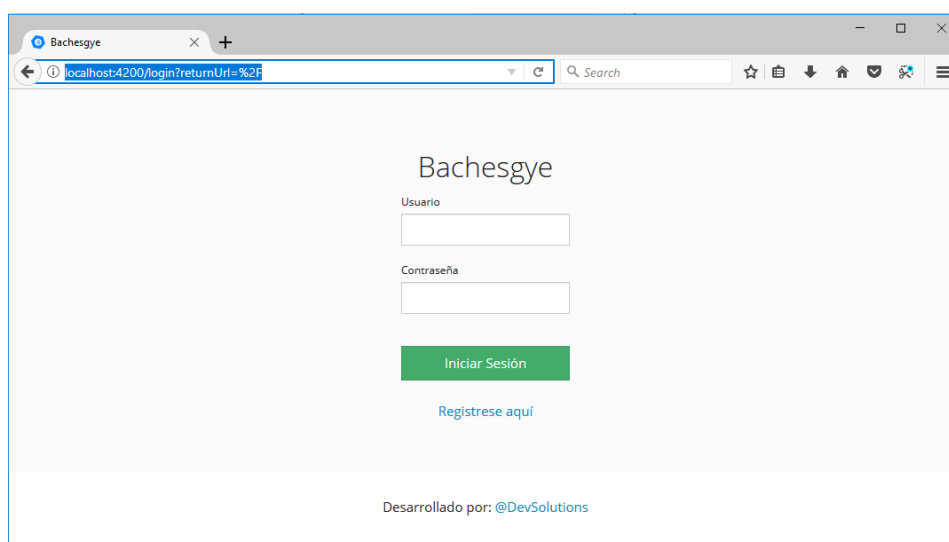 Bachesgye
localhost:4200/login?returnUrl=%2F
Search
Bachesgye
Usuario
Contraseña
Iniciar Sesión
Registrese aquí
Desarrollado por: @DevSolutions